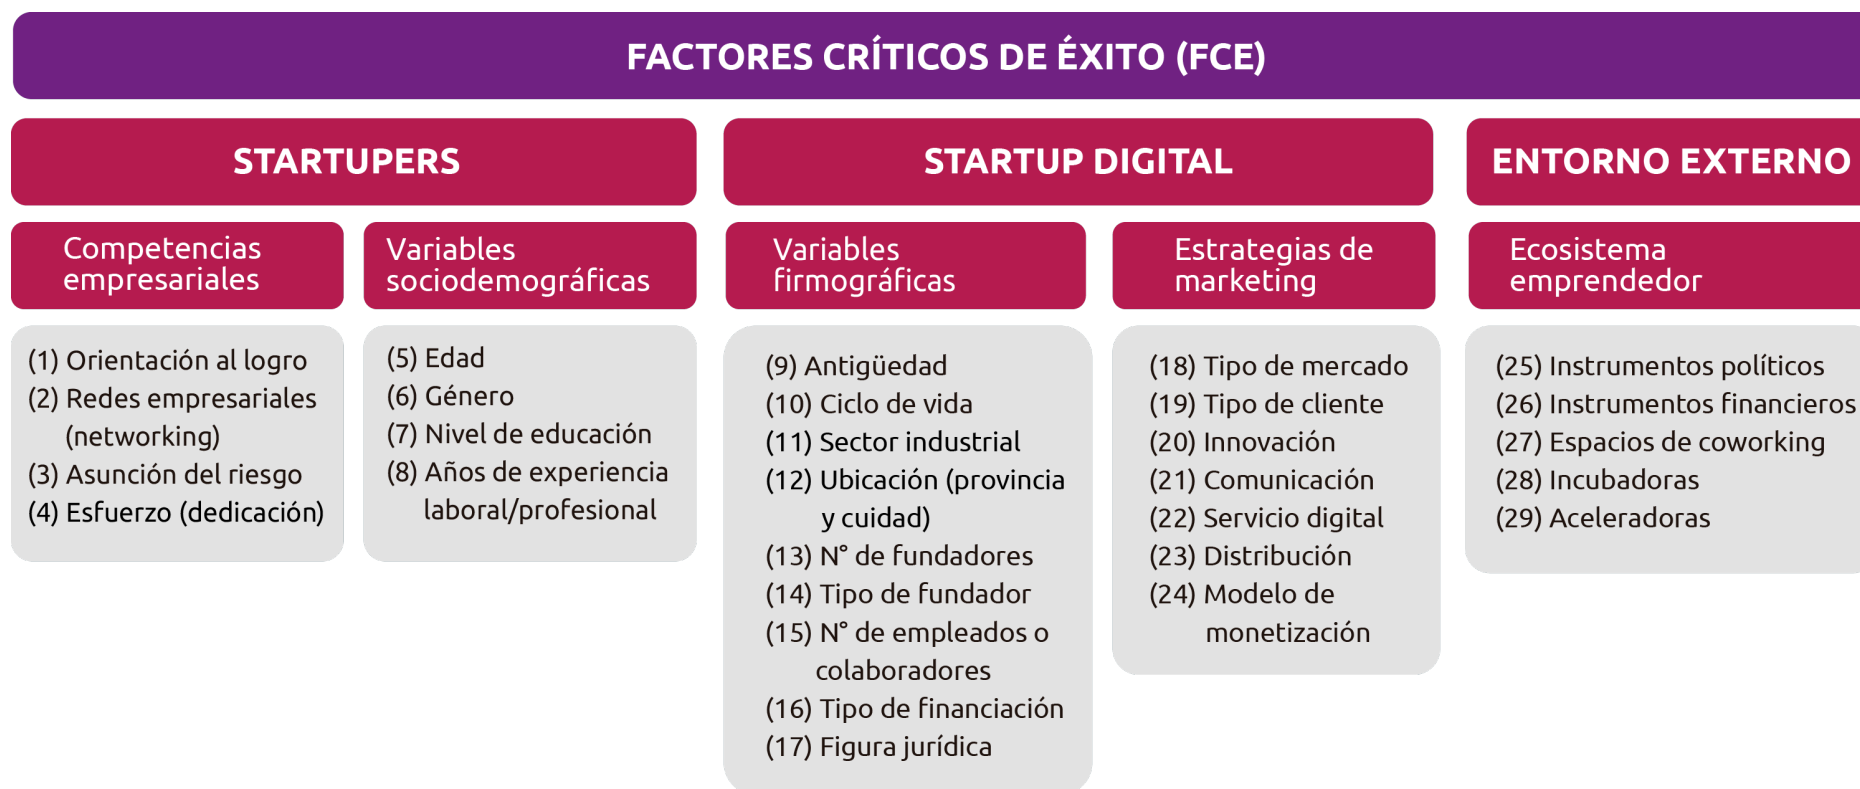 FACTORES CRÍTICOS DE ÉXITO (FCE)
STARTUPERS
Competencias
empresariales
(1) Orientación al logro
(2) Redes empresariales
(networking)
(3) Asunción del riesgo
(4) Esfuerzo (dedicación)
Variables
sociodemográficas
(5) Edad
(6) Género
(7) Nivel de educación
(8) Años de experiencia
laboral/profesional
STARTUP DIGITAL
Variables
firmográficas
(9) Antigüedad
(10) Ciclo de vida
(11) Sector industrial
(12) Ubicación (provincia
y cuidad)
(13) N° de fundadores
(14) Tipo de fundador
(15) N° de empleados o
colaboradores
(16) Tipo de financiación
(17) Figura jurídica
Estrategias de
marketing
(18) Tipo de mercado
(19) Tipo de cliente
(20) Innovación
(21) Comunicación
(22) Servicio digital
(23) Distribución
(24) Modelo de
monetización
ENTORNO EXTERNO
Ecosistema
emprendedor
(25) Instrumentos políticos
(26) Instrumentos financieros
(27) Espacios de coworking
(28) Incubadoras
(29) Aceleradoras